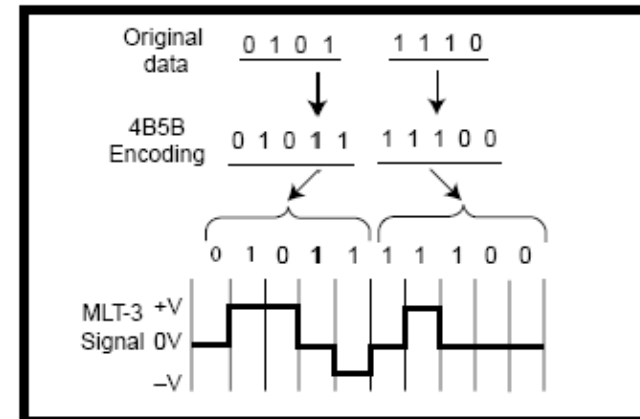 Original 0 1 0 1 1 1 1 0
data
4B5B
Encoding 0 1 0 1 1 1 1 1 0 0
0 1 0 1 1 1 1 1 0 0
MLT-3 +V
Signal 0V
–V